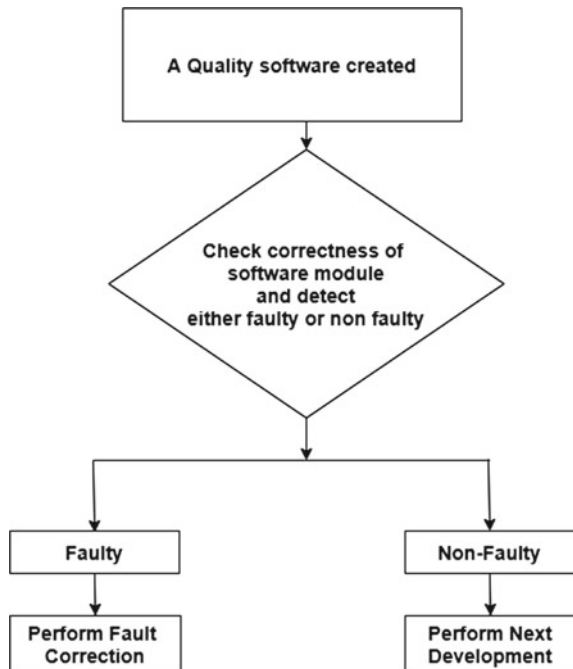 A Quality software created
Check correctness of
software module
and detect
either faulty or non faulty
Faulty
Non-Faulty
Perform Fault
Correction
Perform Next
Development